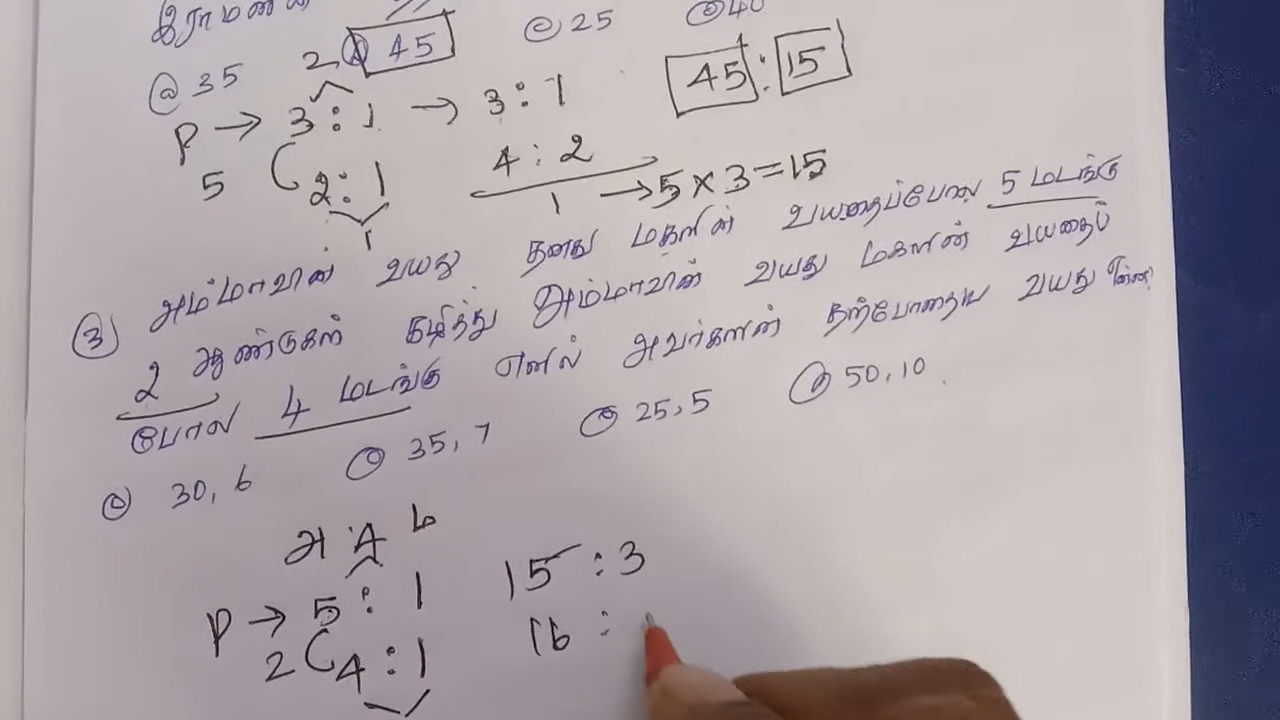 @ 35 45 @ 25 @ 40
P → 3 : 1 → 3 : 1 45 : 15
2
5 2 : 1 4 : 2
1 1 → 5 × 3 = 15
③ அம்மாவின் வயது தனது மகளின் வயதைப்போல 5 மடங்கு
2 ஆண்டுகள் கழித்து அம்மாவின் வயது மகளின் வயதைப்
போல 4 மடங்கு எனில் அவர்களின் தற்போதைய வயது என்ன
30, 6 35, 7 25, 5 50, 10
அ 4 ம
P → 5 : 1 15 : 3
2 4 : 1 16 :